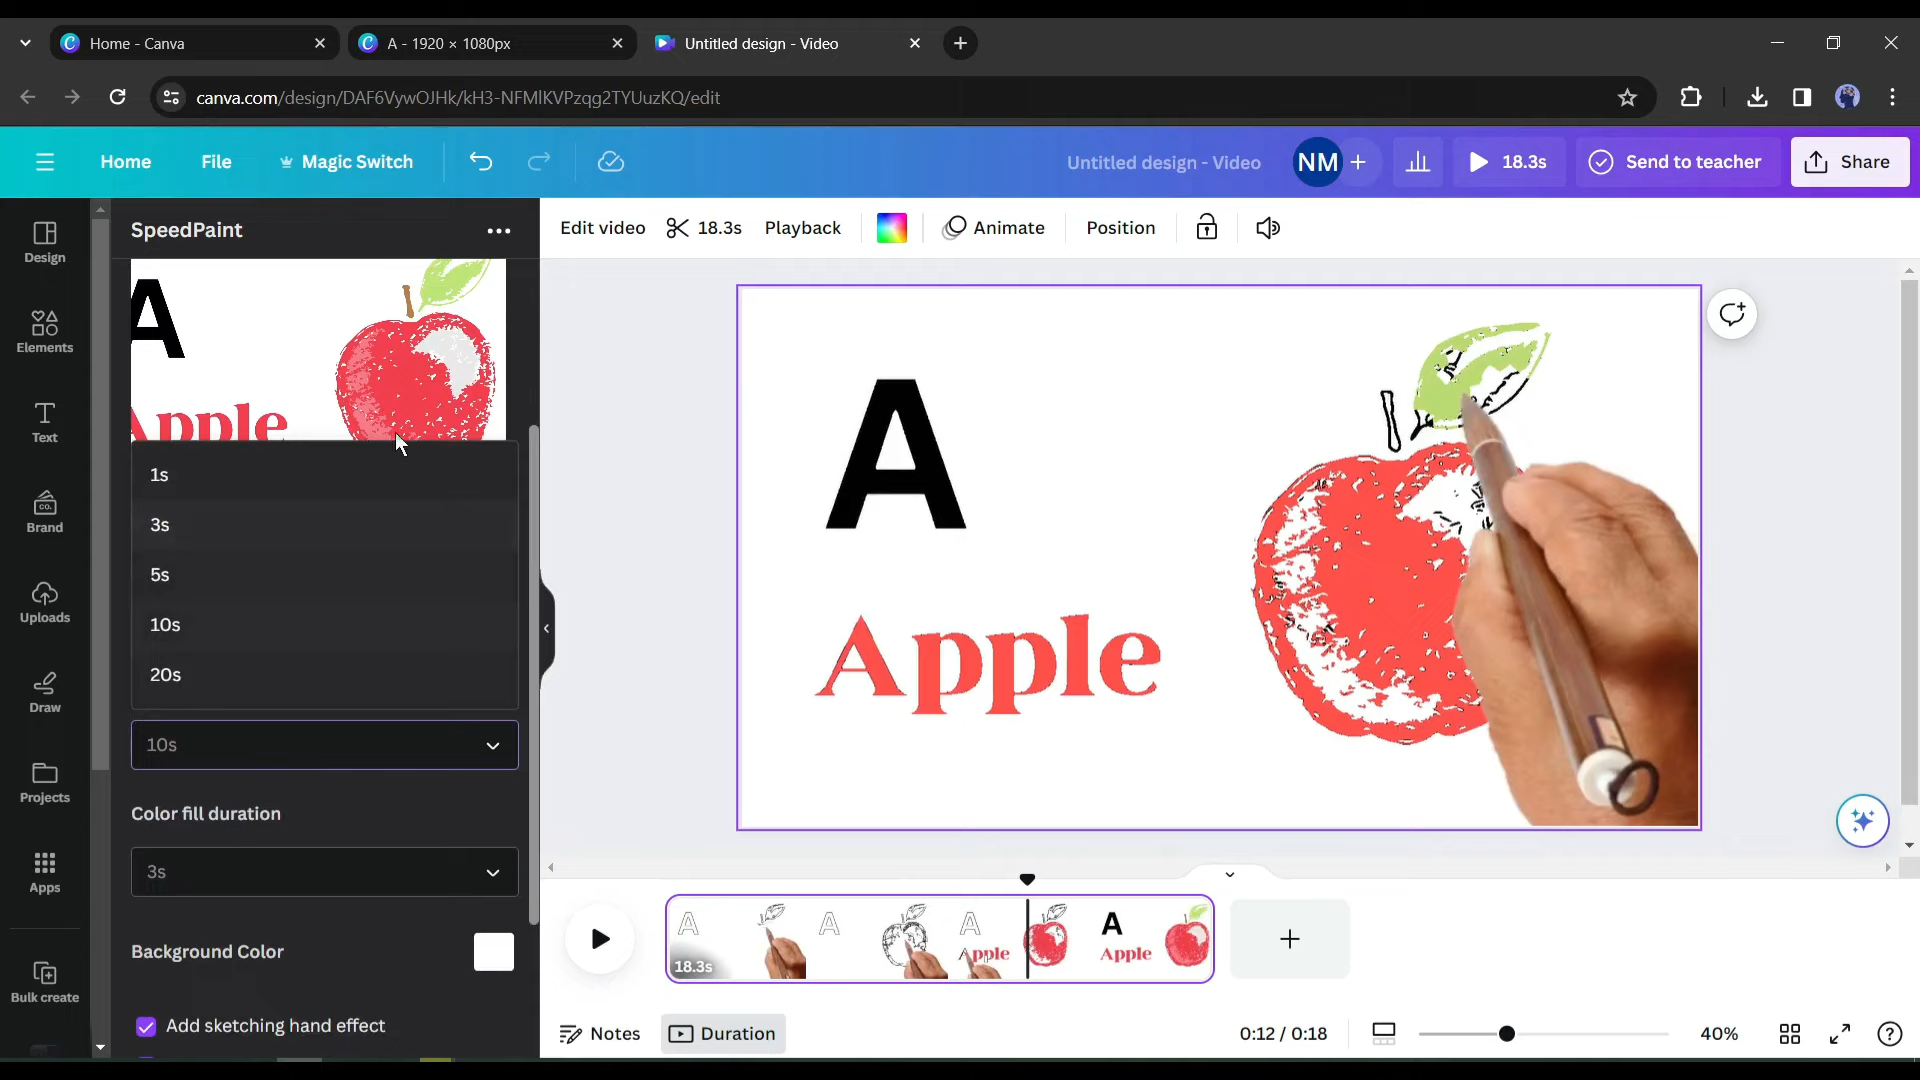 Home - Canva
A - 1920 × 1080px
Untitled design - Video
canva.com/design/DAF6VywOJHk/kH3-NFMlKVPzqg2TYUuzKQ/edit
Home
File
Magic Switch
Untitled design - Video
NM
18.3s
Send to teacher
Share
Design
Elements
Text
Brand
Uploads
Draw
Projects
Apps
Bulk create
SpeedPaint
A
Apple
1s
3s
5s
10s
20s
10s
Color fill duration
3s
Background Color
Add sketching hand effect
Edit video
18.3s
Playback
Animate
Position
A
Apple
18.3s
A
A
A
Apple
A
Apple
Notes
Duration
0:12 / 0:18
40%